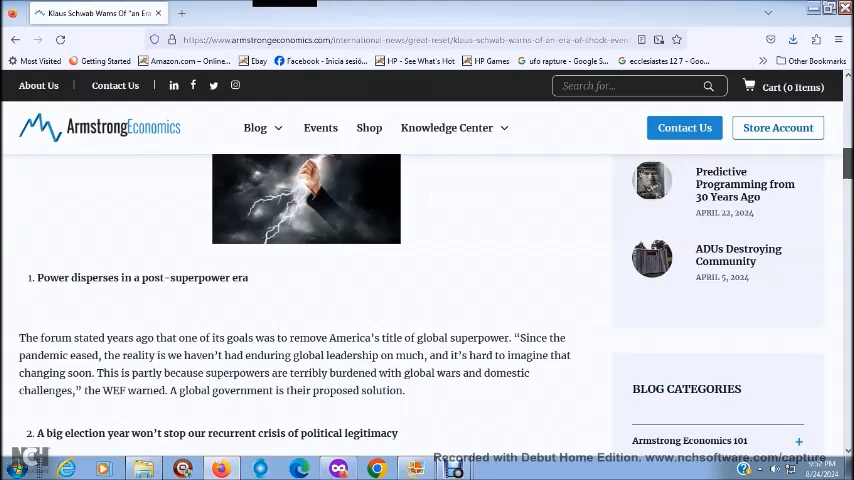 Klaus Schwab Warns Of "an Era
https://www.armstrongeconomics.com/international-news/great-reset/klaus-schwab-warns-of-an-era-of-shock-event
Most Visited Getting Started Amazon.com – Online... Ebay Facebook - Inicia sesió... HP - See What's Hot HP Games ufo rapture - Google S... ecclesiastes 12 7 - Goog... Other Bookmarks
About Us Contact Us Search for... Cart (0 Items)
ArmstrongEconomics Blog Events Shop Knowledge Center Contact Us Store Account
Predictive
Programming from
30 Years Ago
APRIL 22, 2024
ADUs Destroying
Community
APRIL 5, 2024
1. Power disperses in a post-superpower era
The forum stated years ago that one of its goals was to remove America's title of global superpower. "Since the
pandemic eased, the reality is we haven't had enduring global leadership on much, and it's hard to imagine that
changing soon. This is partly because superpowers are terribly burdened with global wars and domestic
challenges," the WEF warned. A global government is their proposed solution.
2. A big election year won't stop our recurrent crisis of political legitimacy
BLOG CATEGORIES
Armstrong Economics 101 +
NCH
Recorded with Debut Home Edition. www.nchsoftware.com/capture
9:52 PM
8/24/2024